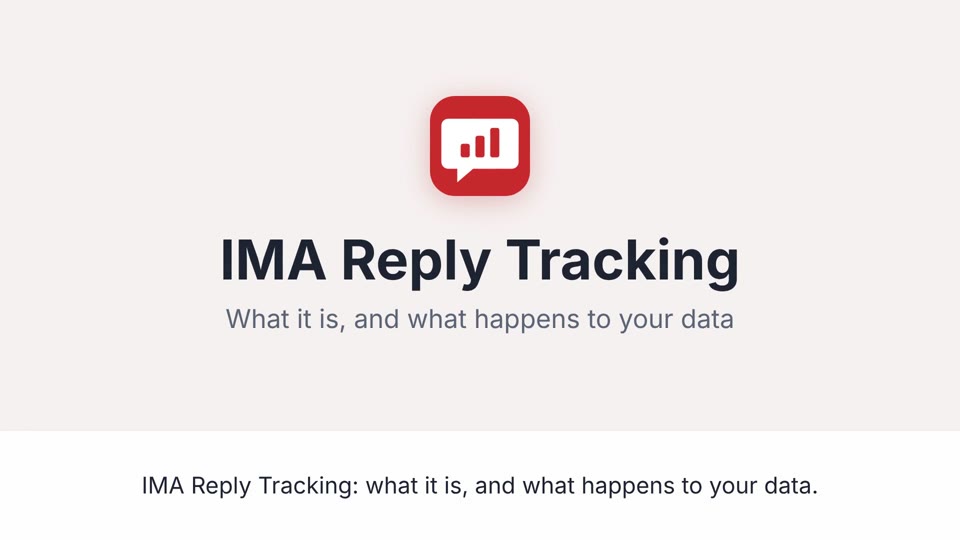 IMA Reply Tracking
What it is, and what happens to your data
IMA Reply Tracking: what it is, and what happens to your data.